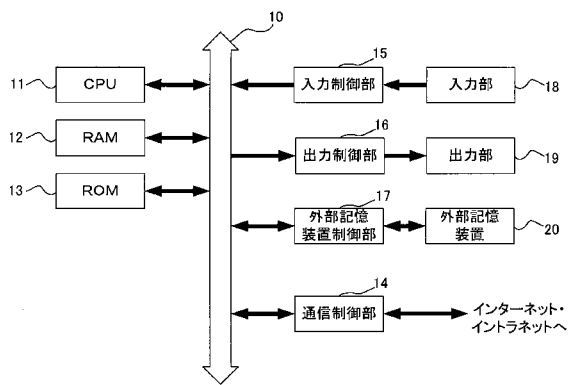 10
11
CPU
12
RAM
13
ROM
15
入力制御部
入力部
18
16
出力制御部
出力部
19
17
外部記憶
装置制御部
外部記憶
装置
20
14
通信制御部
インターネット・
イントラネットへ